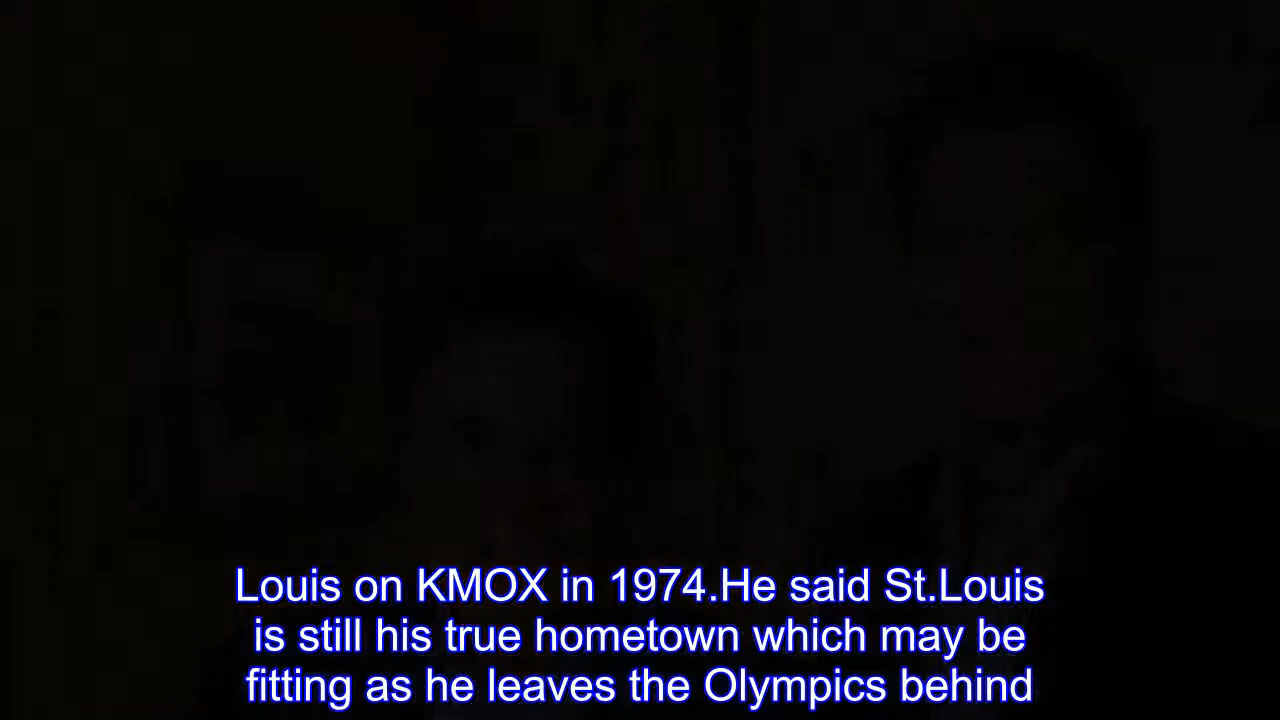 Louis on KMOX in 1974.He said St.Louis
is still his true hometown which may be
fitting as he leaves the Olympics behind